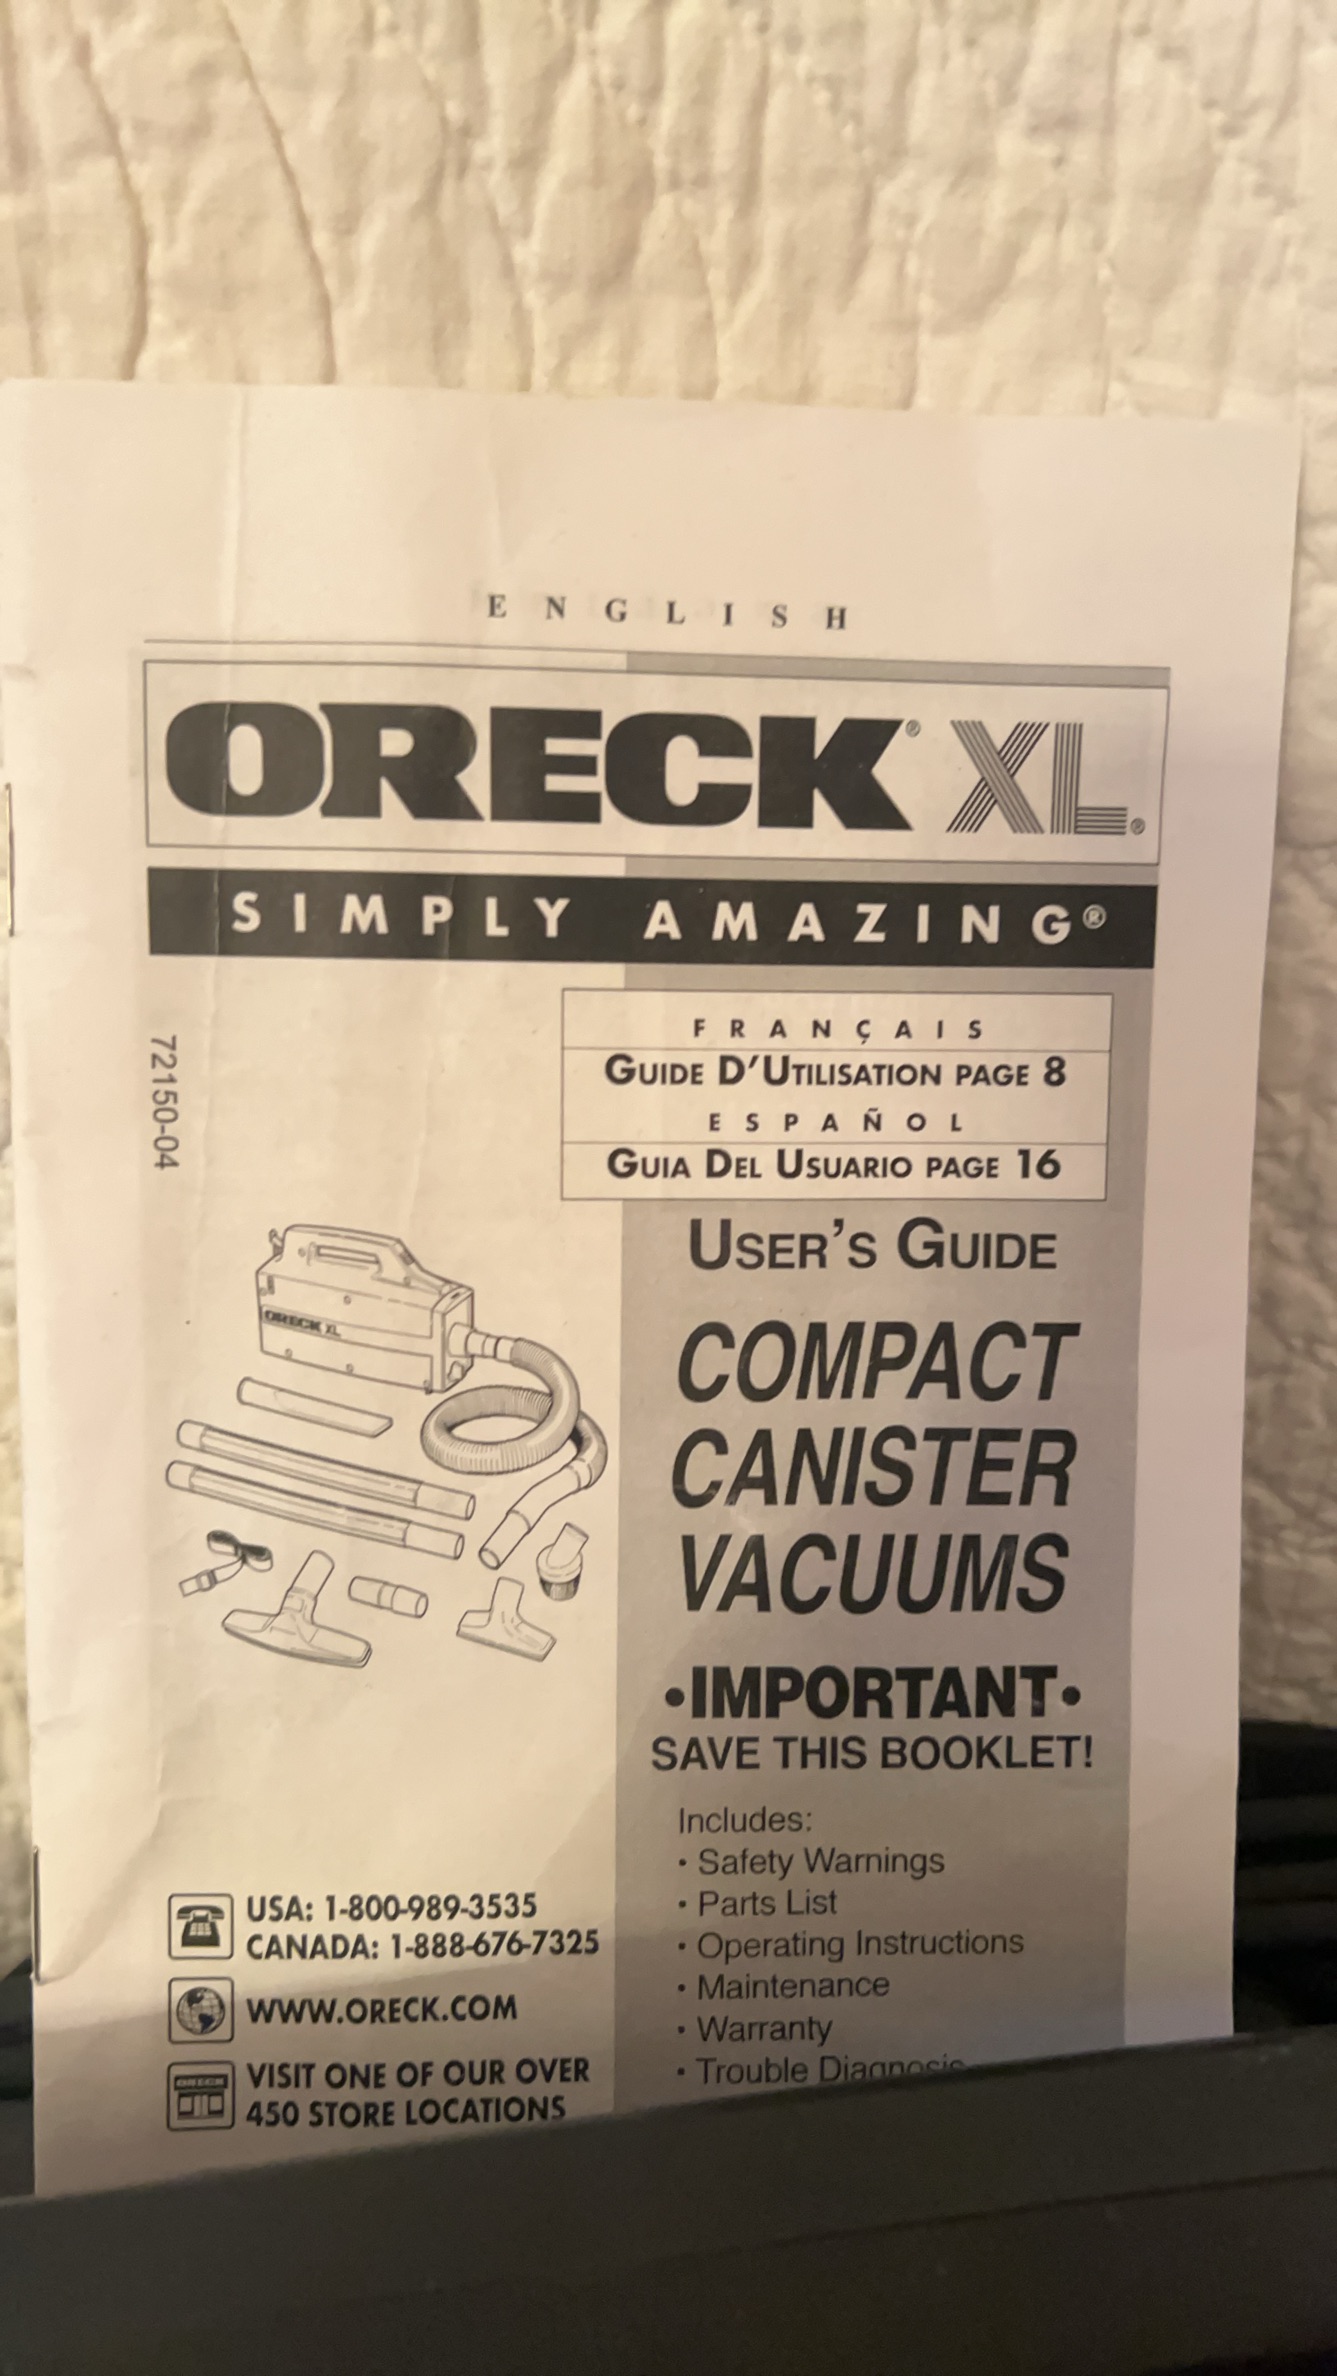 ENGLISH
ORECK® XL®
SIMPLY AMAZING®
72150-04
FRANÇAIS
GUIDE D'UTILISATION PAGE 8
ESPAÑOL
GUIA DEL USUARIO PAGE 16
USER'S GUIDE
COMPACT
CANISTER
VACUUMS
•IMPORTANT•
SAVE THIS BOOKLET!
Includes:
• Safety Warnings
• Parts List
• Operating Instructions
• Maintenance
• Warranty
• Trouble Diagnosis
ORECK XL
USA: 1-800-989-3535
CANADA: 1-888-676-7325
WWW.ORECK.COM
ORECK
VISIT ONE OF OUR OVER
450 STORE LOCATIONS